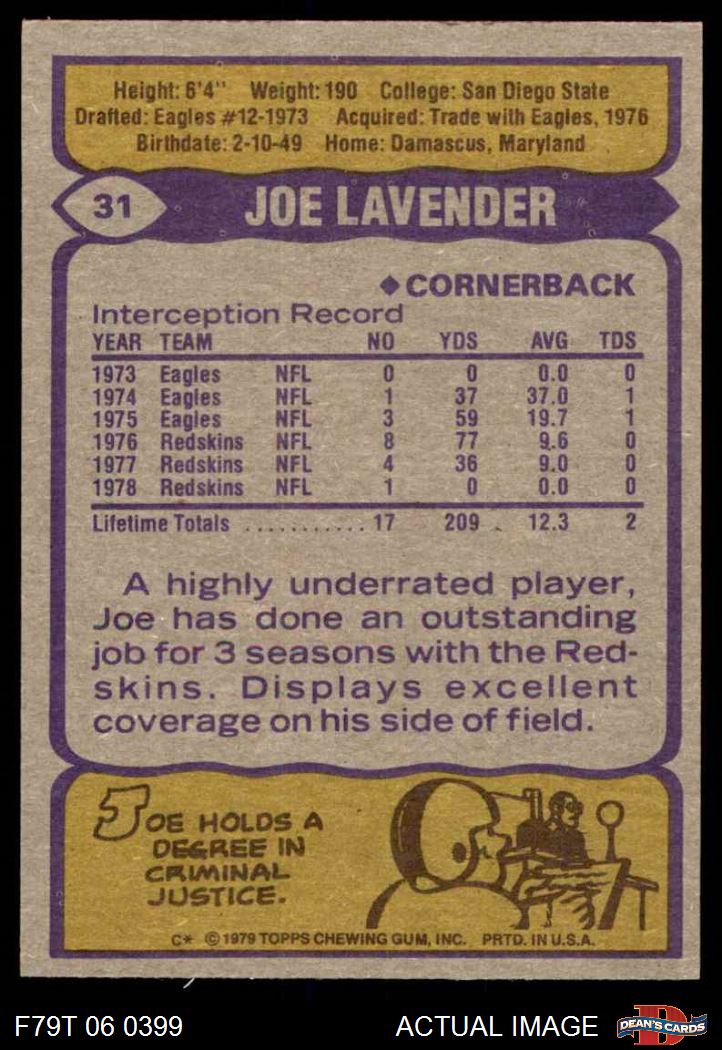 Height: 6'4" Weight: 190 College: San Diego State
Drafted: Eagles #12-1973 Acquired: Trade with Eagles, 1976
Birthdate: 2-10-49 Home: Damascus, Maryland
31 JOE LAVENDER
◆CORNERBACK
Interception Record
YEAR TEAM NO YDS AVG TDS
1973 Eagles NFL 0 0 0.0 0
1974 Eagles NFL 1 37 37.0 1
1975 Eagles NFL 3 59 19.7 1
1976 Redskins NFL 8 77 9.6 0
1977 Redskins NFL 4 36 9.0 0
1978 Redskins NFL 1 0 0.0 0
Lifetime Totals ........... 17 209 12.3 2
A highly underrated player,
Joe has done an outstanding
job for 3 seasons with the Red-
skins. Displays excellent
coverage on his side of field.
JOE HOLDS A
DEGREE IN
CRIMINAL
JUSTICE.
C* © 1979 TOPPS CHEWING GUM, INC. PRTD. IN U.S.A.
F79T 06 0399 ACTUAL IMAGE D DEAN'S CARDS